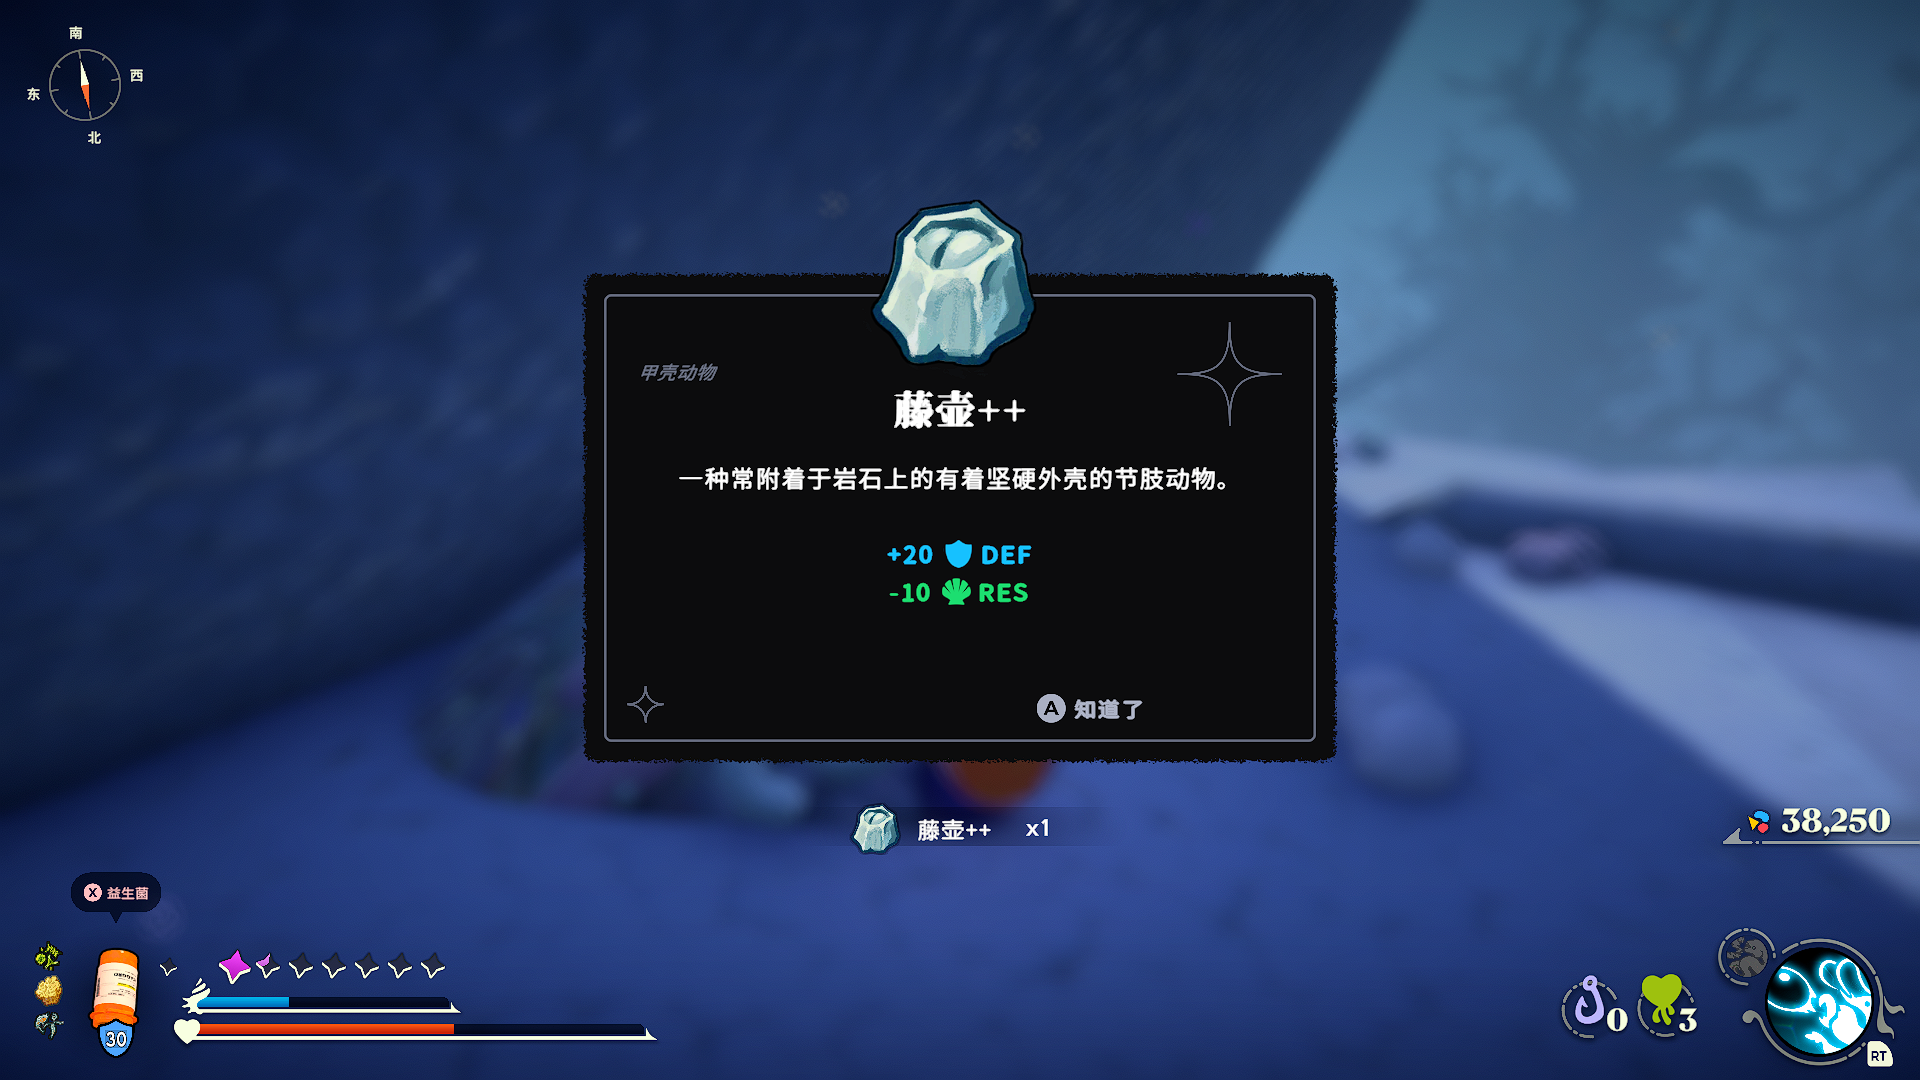 南
西
东
北
甲壳动物
藤壶++
一种常附着于岩石上的有着坚硬外壳的节肢动物。
+20 DEF
-10 RES
A 知道了
藤壶++ x1
38,250
X 益生菌
30
0
3
RT